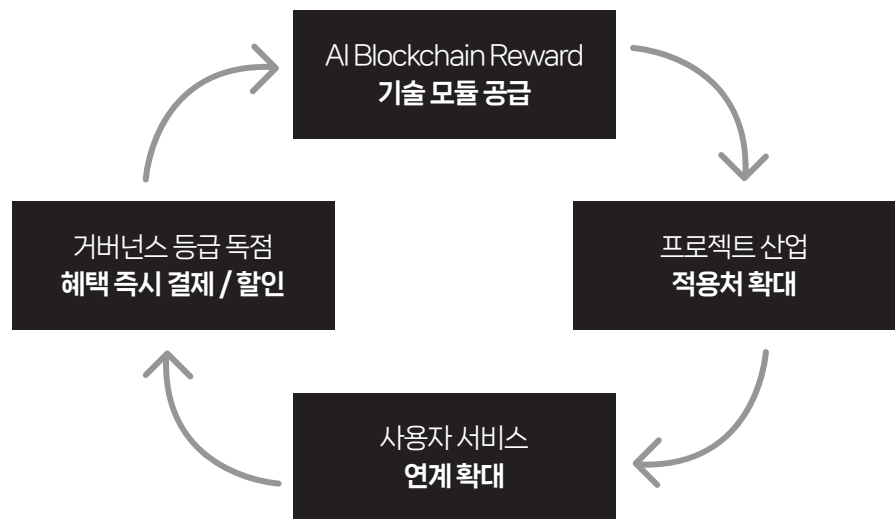 AI Blockchain Reward
기술 모듈 공급
거버넌스 등급 독점
혜택 즉시 결제 / 할인
프로젝트 산업
적용처 확대
사용자 서비스
연계 확대